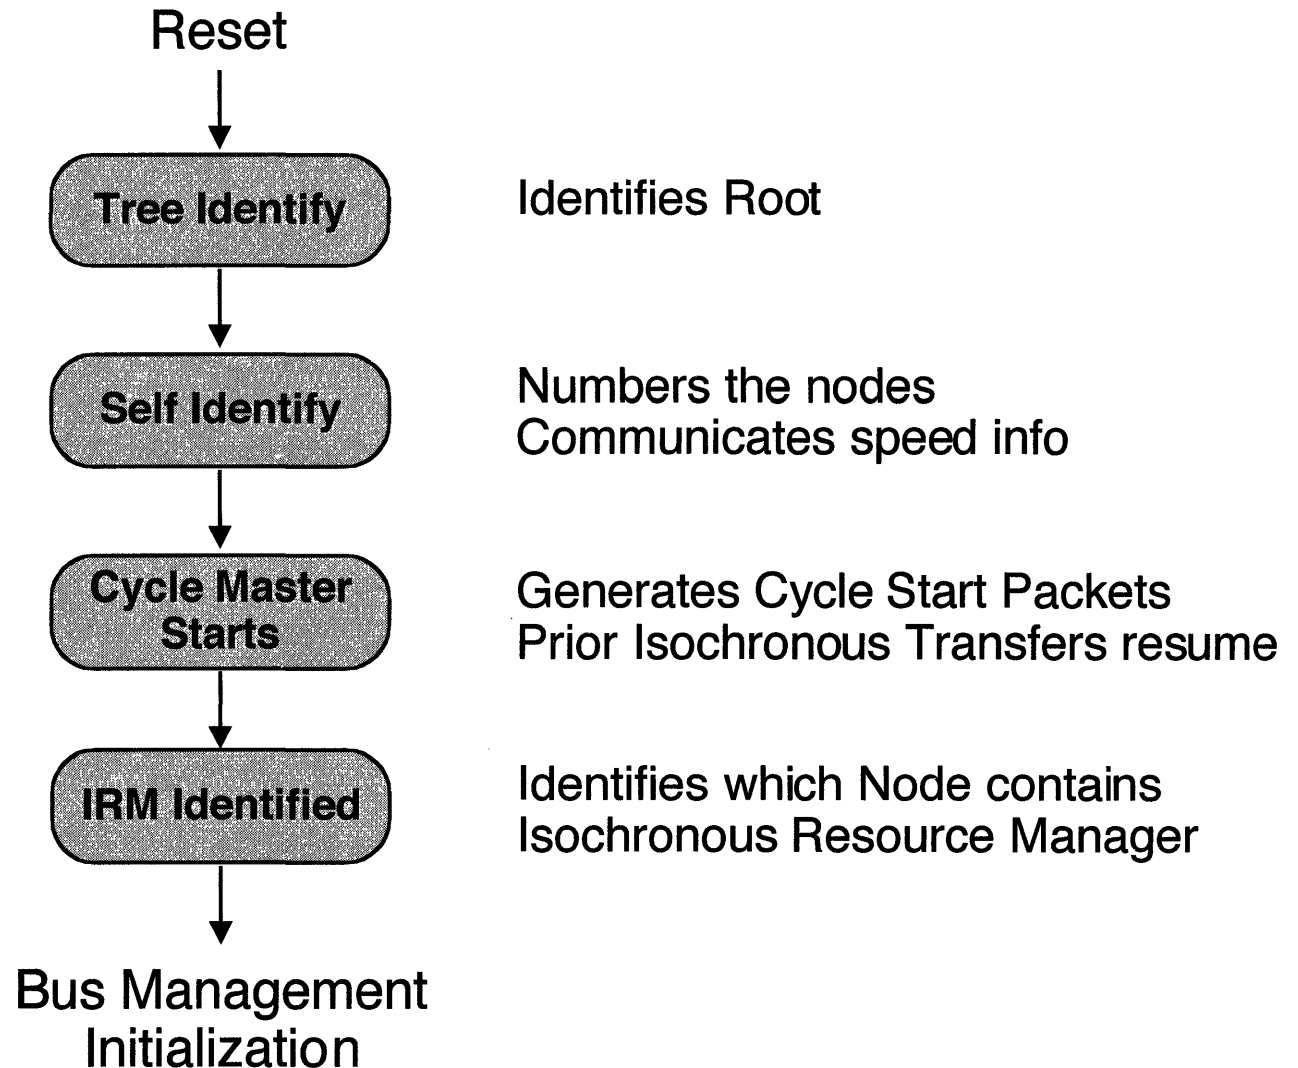 Reset
Tree Identify
Identifies Root
Self Identify
Numbers the nodes
Communicates speed info
Cycle Master
Starts
Generates Cycle Start Packets
Prior Isochronous Transfers resume
IRM Identified
Identifies which Node contains
Isochronous Resource Manager
Bus Management
Initialization